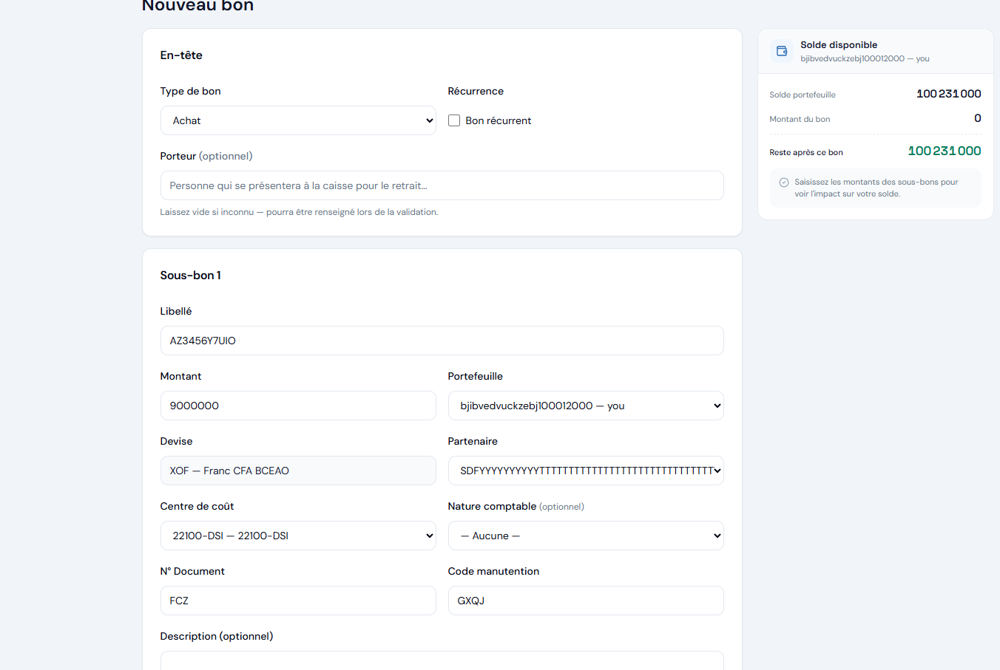 Nouveau bon
En-tête
Type de bon
Récurrence
Achat
Bon récurrent
Porteur (optionnel)
Personne qui se présentera à la caisse pour le retrait...
Laissez vide si inconnu — pourra être renseigné lors de la validation.
Solde disponible
bjibvedvuckzebj100012000 — you
Solde portefeuille
100 231 000
Montant du bon
0
Reste après ce bon
100 231 000
Saisissez les montants des sous-bons pour
voir l'impact sur votre solde.
Sous-bon 1
Libellé
AZ3456Y7UIO
Montant
Portefeuille
9000000
bjibvedvuckzebj100012000 — you
Devise
Partenaire
XOF — Franc CFA BCEAO
SDFYYYYYYYYYYTTTTTTTTTTTTTTTTTTTTTTTTTTTTTT
Centre de coût
Nature comptable (optionnel)
22100-DSI — 22100-DSI
— Aucune —
N° Document
Code manutention
FCZ
GXQJ
Description (optionnel)